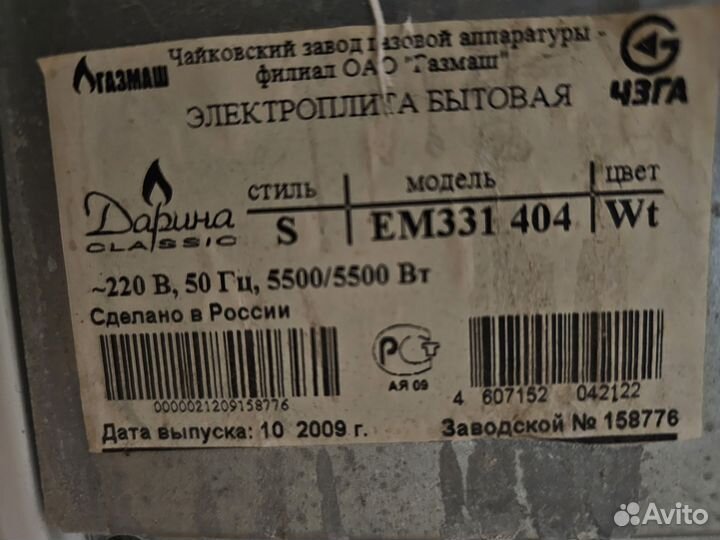 ГАЗМАШ
Чайковский завод газовой аппаратуры -
филиал ОАО "Газмаш"
ЧЗГА
ЭЛЕКТРОПЛИТА БЫТОВАЯ
Дарина
CLASSIC
стиль модель цвет
S EM331 404 Wt
~220 В, 50 Гц, 5500/5500 Вт
Сделано в России
РСТ
АЯ 09
0000021209158776
4 607152 042122
Дата выпуска: 10 2009 г.
Заводской № 158776
Avito